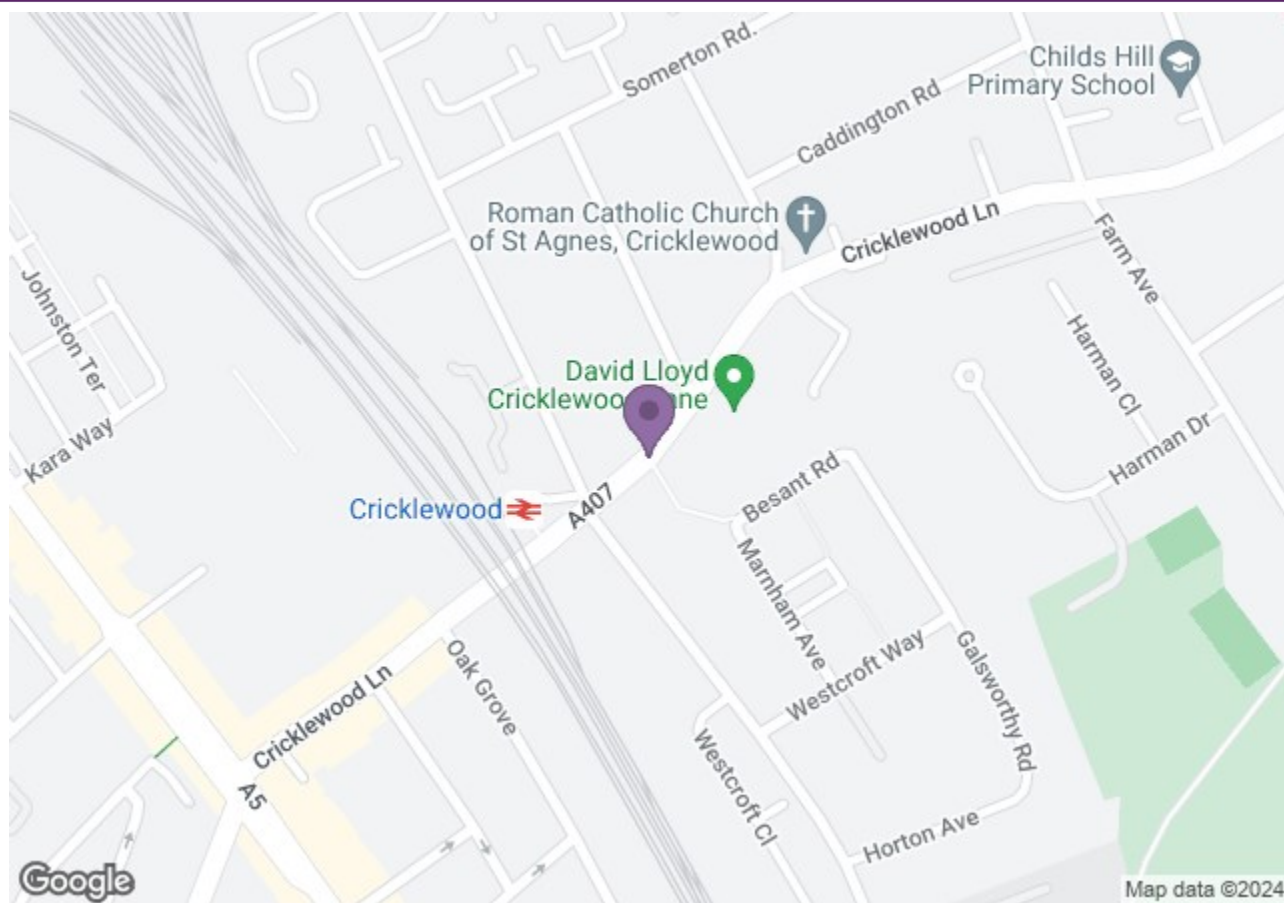 Childs Hill
Primary School
Somerton Rd.
Caddington Rd
Roman Catholic Church
of St Agnes, Cricklewood
Cricklewood Ln
Farm Ave
Johnston Ter
Harman Cl
David Lloyd
Harman Dr
Kara Way
Besant Rd
Cricklewood
A407
Marnham Ave
Oak Grove
Westcroft Way
Galsworthy Rd
Cricklewood Ln
Westcroft Cl
A5
Horton Ave
Google
Map data ©2024